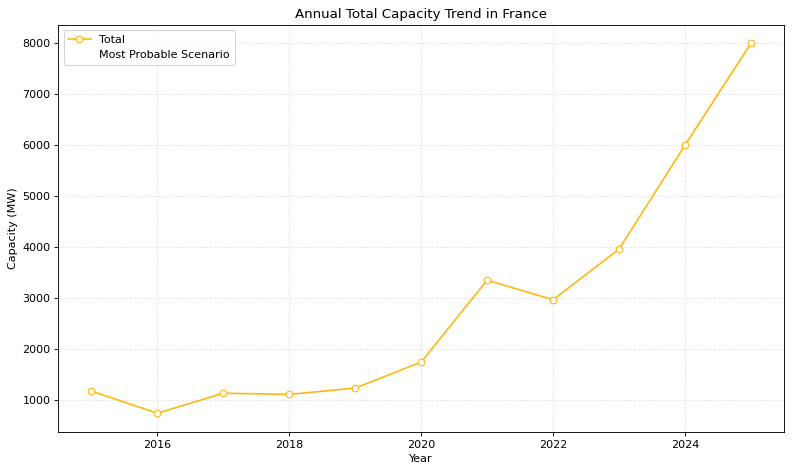 Annual Total Capacity Trend in France
Total
Most Probable Scenario
8000
7000
6000
5000
4000
3000
2000
1000
Capacity (MW)
2016
2018
2020
2022
2024
Year